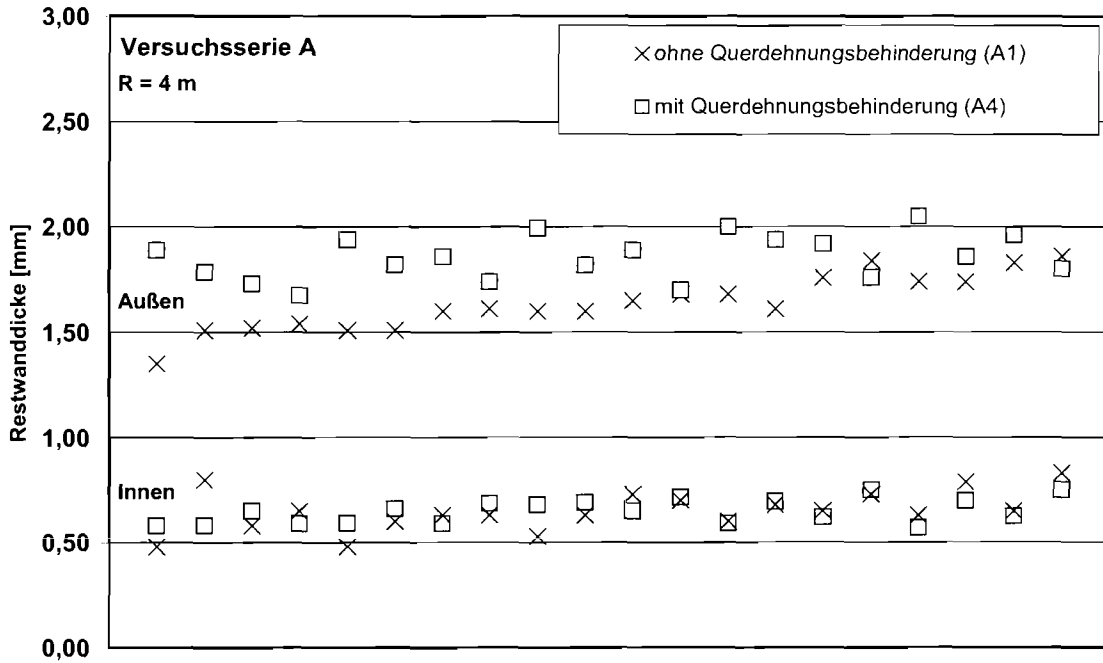 3,00
Versuchsserie A
R = 4 m
ohne Querdehnungsbehinderung (A1)
mit Querdehnungsbehinderung (A4)
2,50
2,00
Außen
1,50
1,00
Innen
0,50
0,00
Restwanddicke [mm]